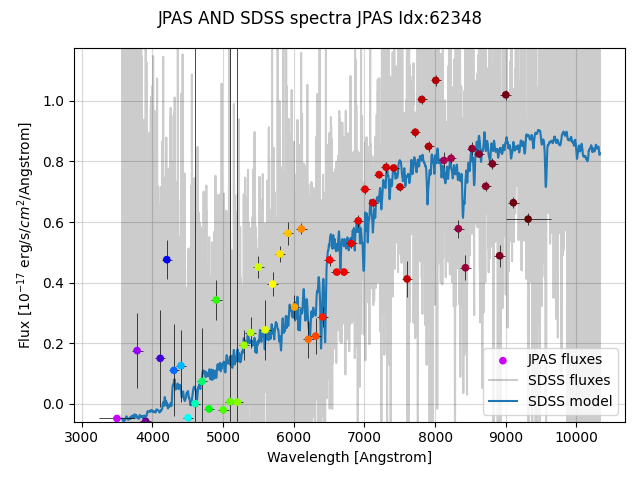 JPAS AND SDSS spectra JPAS Idx:62348
Flux [10⁻¹⁷ erg/s/cm²/Angstrom]
1.0
0.8
0.6
0.4
0.2
0.0
JPAS fluxes
SDSS fluxes
SDSS model
3000 4000 5000 6000 7000 8000 9000 10000
Wavelength [Angstrom]